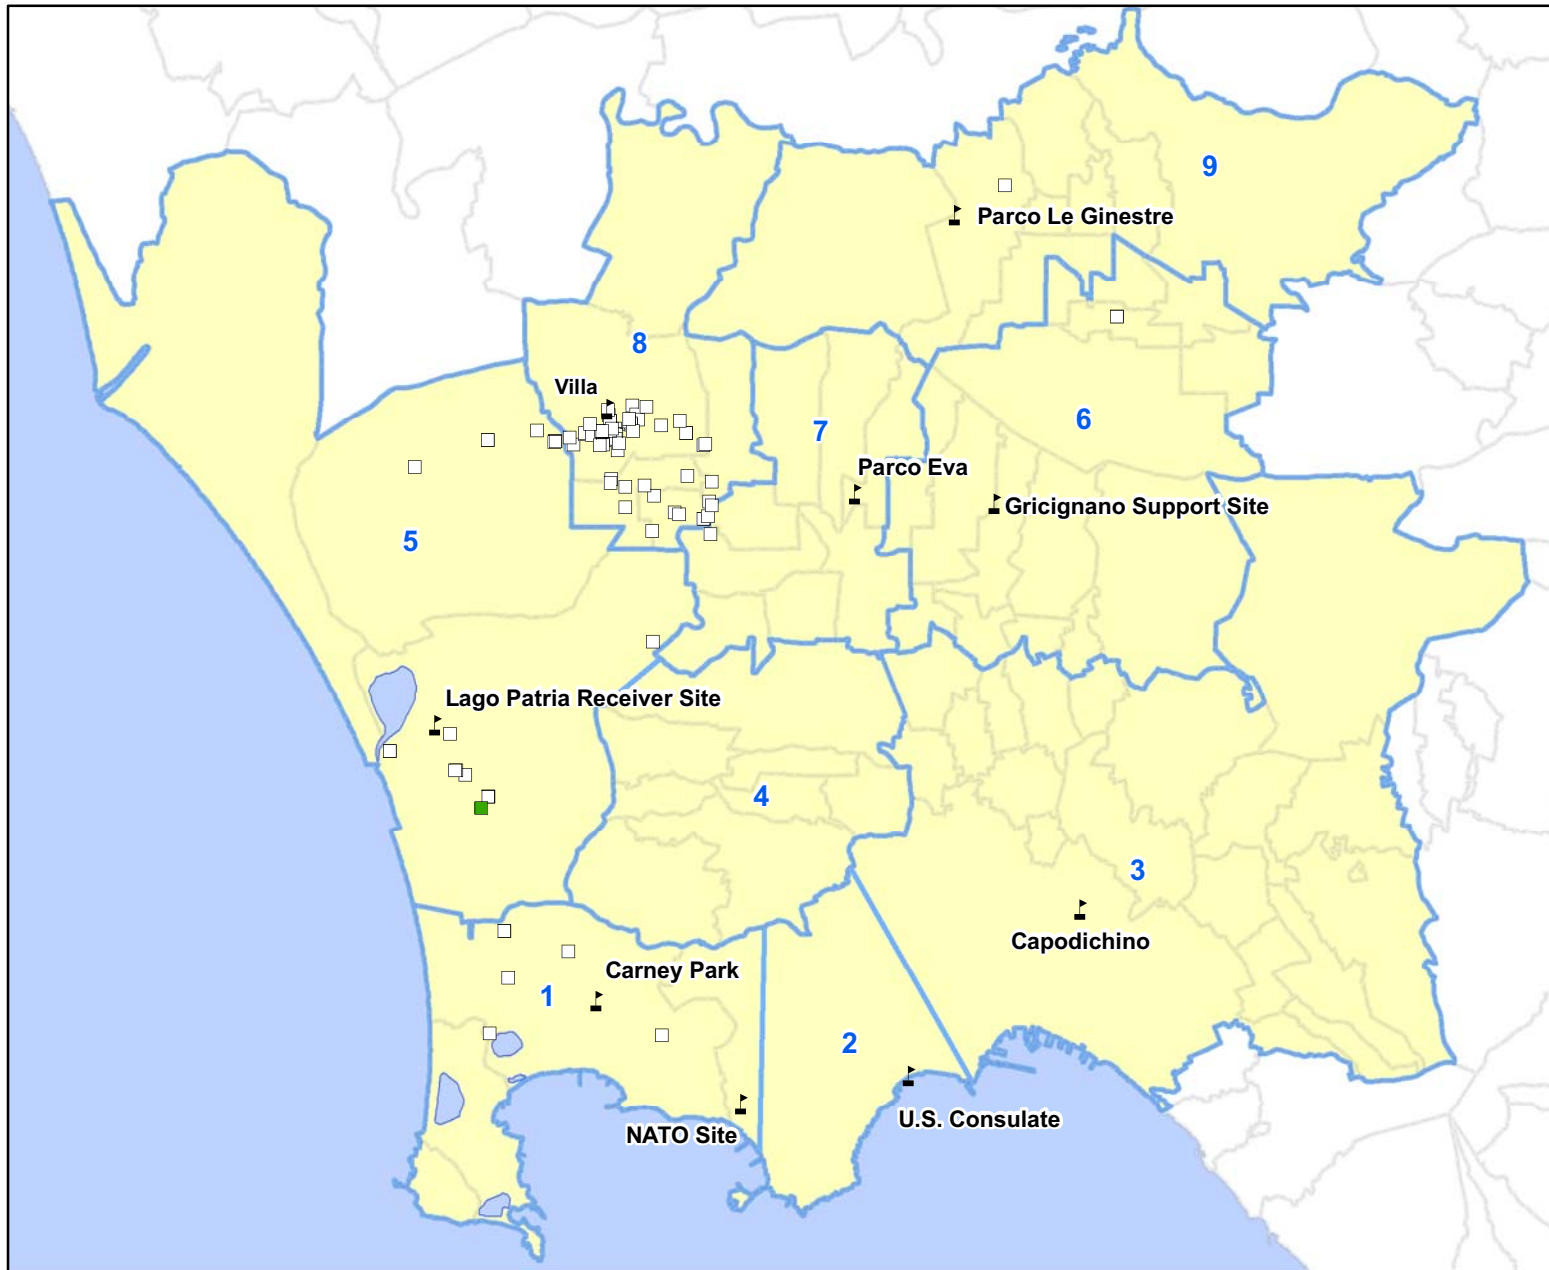 9
Parco Le Ginestre
8
Villa
6
7
Parco Eva
Gricignano Support Site
5
Lago Patria Receiver Site
4
3
Capodichino
Carney Park
1
2
U.S. Consulate
NATO Site